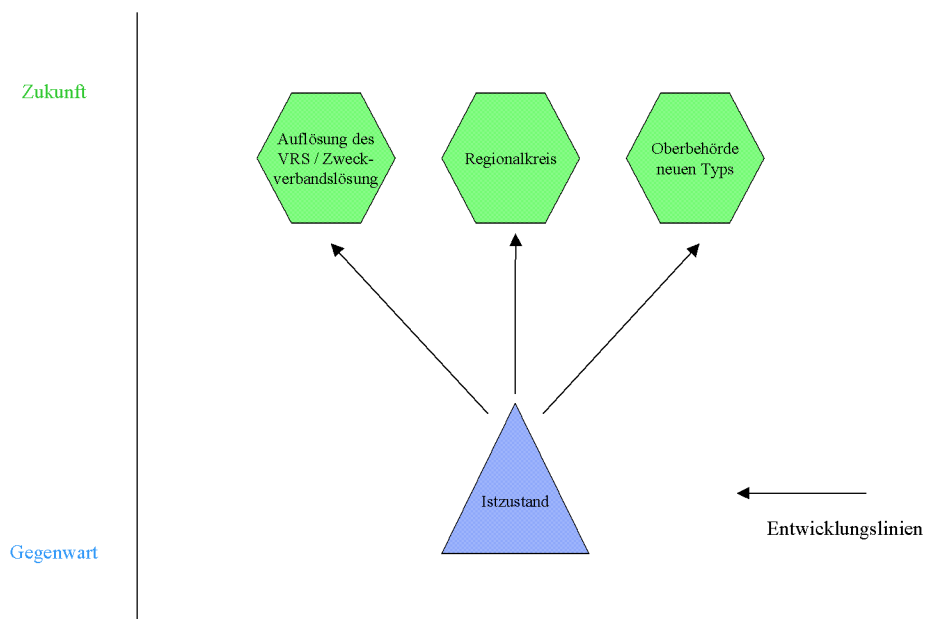 Zukunft
Auflösung des
VRS / Zweck-
verbandslösung
Regionalkreis
Oberbehörde
neuen Typs
Istzustand
Entwicklungslinien
Gegenwart